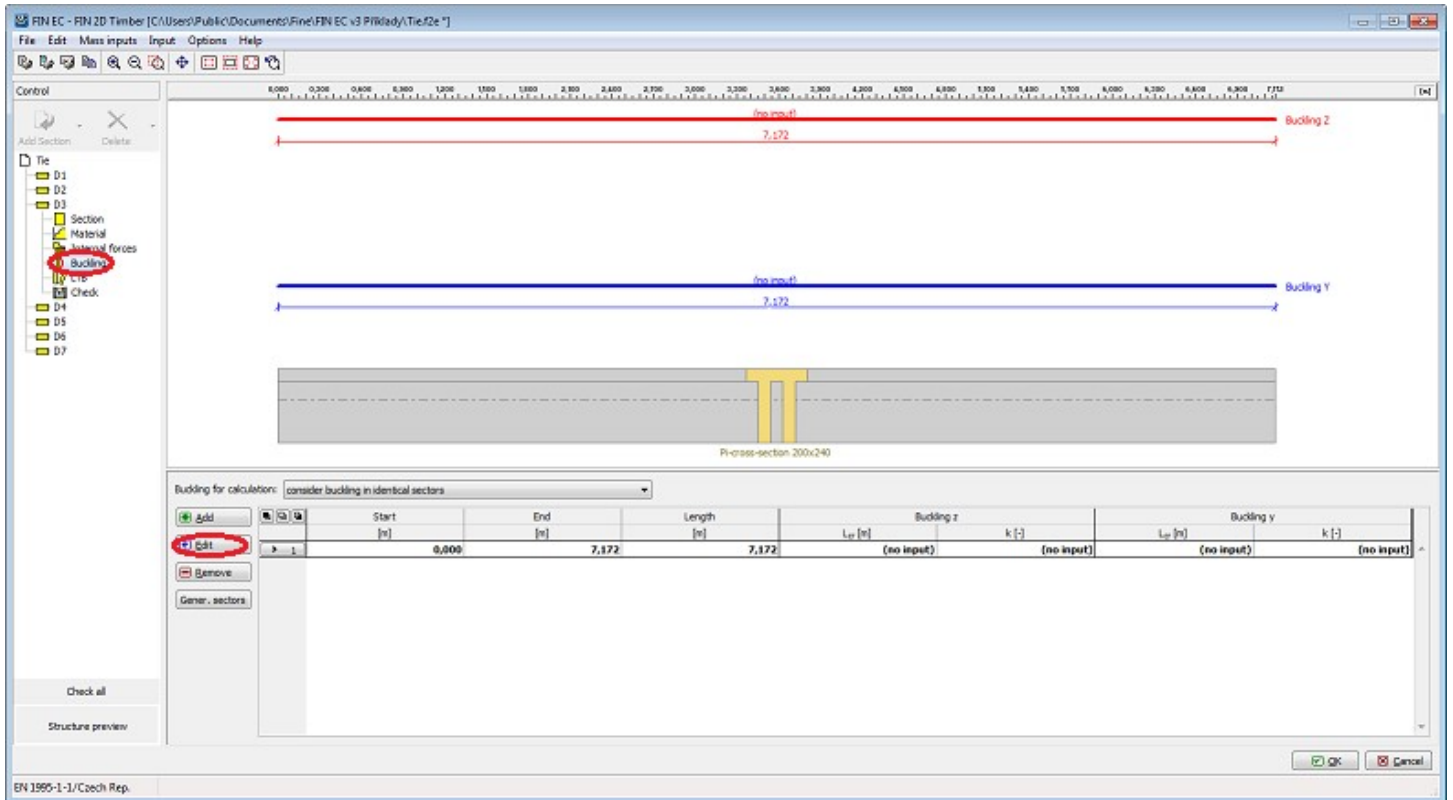 FIN EC - FIN 2D Timber [C:\Users\Public\Documents\Fine\FIN EC v3 Příklady\Tie.f2e *]
File Edit Mass inputs Input Options Help
Control
Add Section Delete
[m]
(no input)
Buckling Z
7,172
Tie
D1
D2
D3
Section
Material
Internal forces
Buckling
LTB
Check
D4
D5
D6
D7
(no input)
Buckling Y
7,172
Pi-cross-section 200x240
Buckling for calculation: consider buckling in identical sectors
Add
Edit
Remove
Gener. sectors
Start End Length Buckling z Buckling y
[m] [m] [m] Lcr [m] k [-] Lcr [m] k [-]
1 0,000 7,172 7,172 (no input) (no input) (no input) (no input)
Check all
Structure preview
OK Cancel
EN 1995-1-1/Czech Rep.